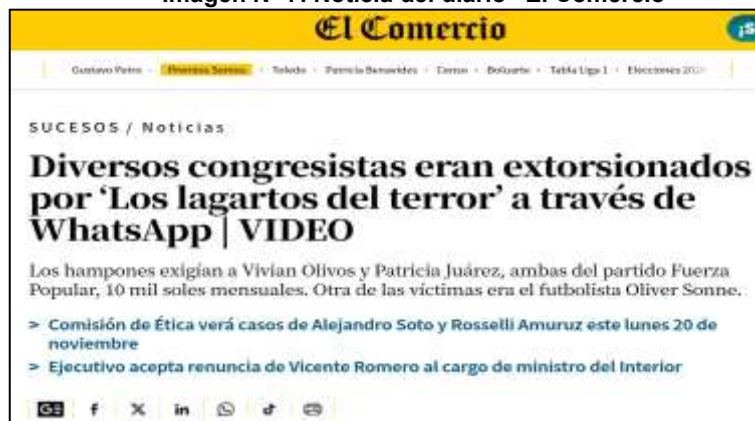 Imagen N° : Noticia del diario "El Comercio"
El Comercio
¡S
Gustavo Petro - Premios Somos - Toledo - Patricia Benavides - Censo - Boluarte - Tabla Liga 1 - Elecciones
SUCESOS / Noticias
Diversos congresistas eran extorsionados
por ‘Los lagartos del terror’ a través de
WhatsApp | VIDEO
Los hampones exigían a Vivian Olivos y Patricia Juárez, ambas del partido Fuerza
Popular, 10 mil soles mensuales. Otra de las víctimas era el futbolista Oliver Sonne.
> Comisión de Ética verá casos de Alejandro Soto y Rosselli Amuruz este lunes 20 de
noviembre
> Ejecutivo acepta renuncia de Vicente Romero al cargo de ministro del Interior